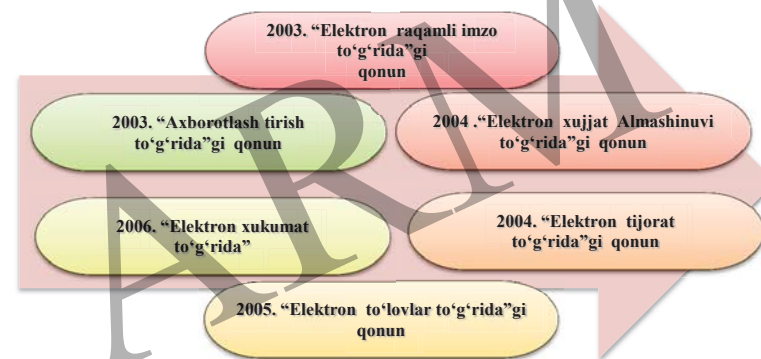 2003. “Elektron raqamli imzo
to‘g‘rida”gi
qonun
2003. “Axborotlash tirish
to‘g‘rida”gi qonun
2004 .“Elektron xujjat Almashinuvi
to‘g‘rida”gi qonun
2006. “Elektron xukumat
to‘g‘rida”
2004. “Elektron tijorat
to‘g‘rida”gi qonun
2005. “Elektron to‘lovlar to‘g‘rida”gi
qonun
ARM